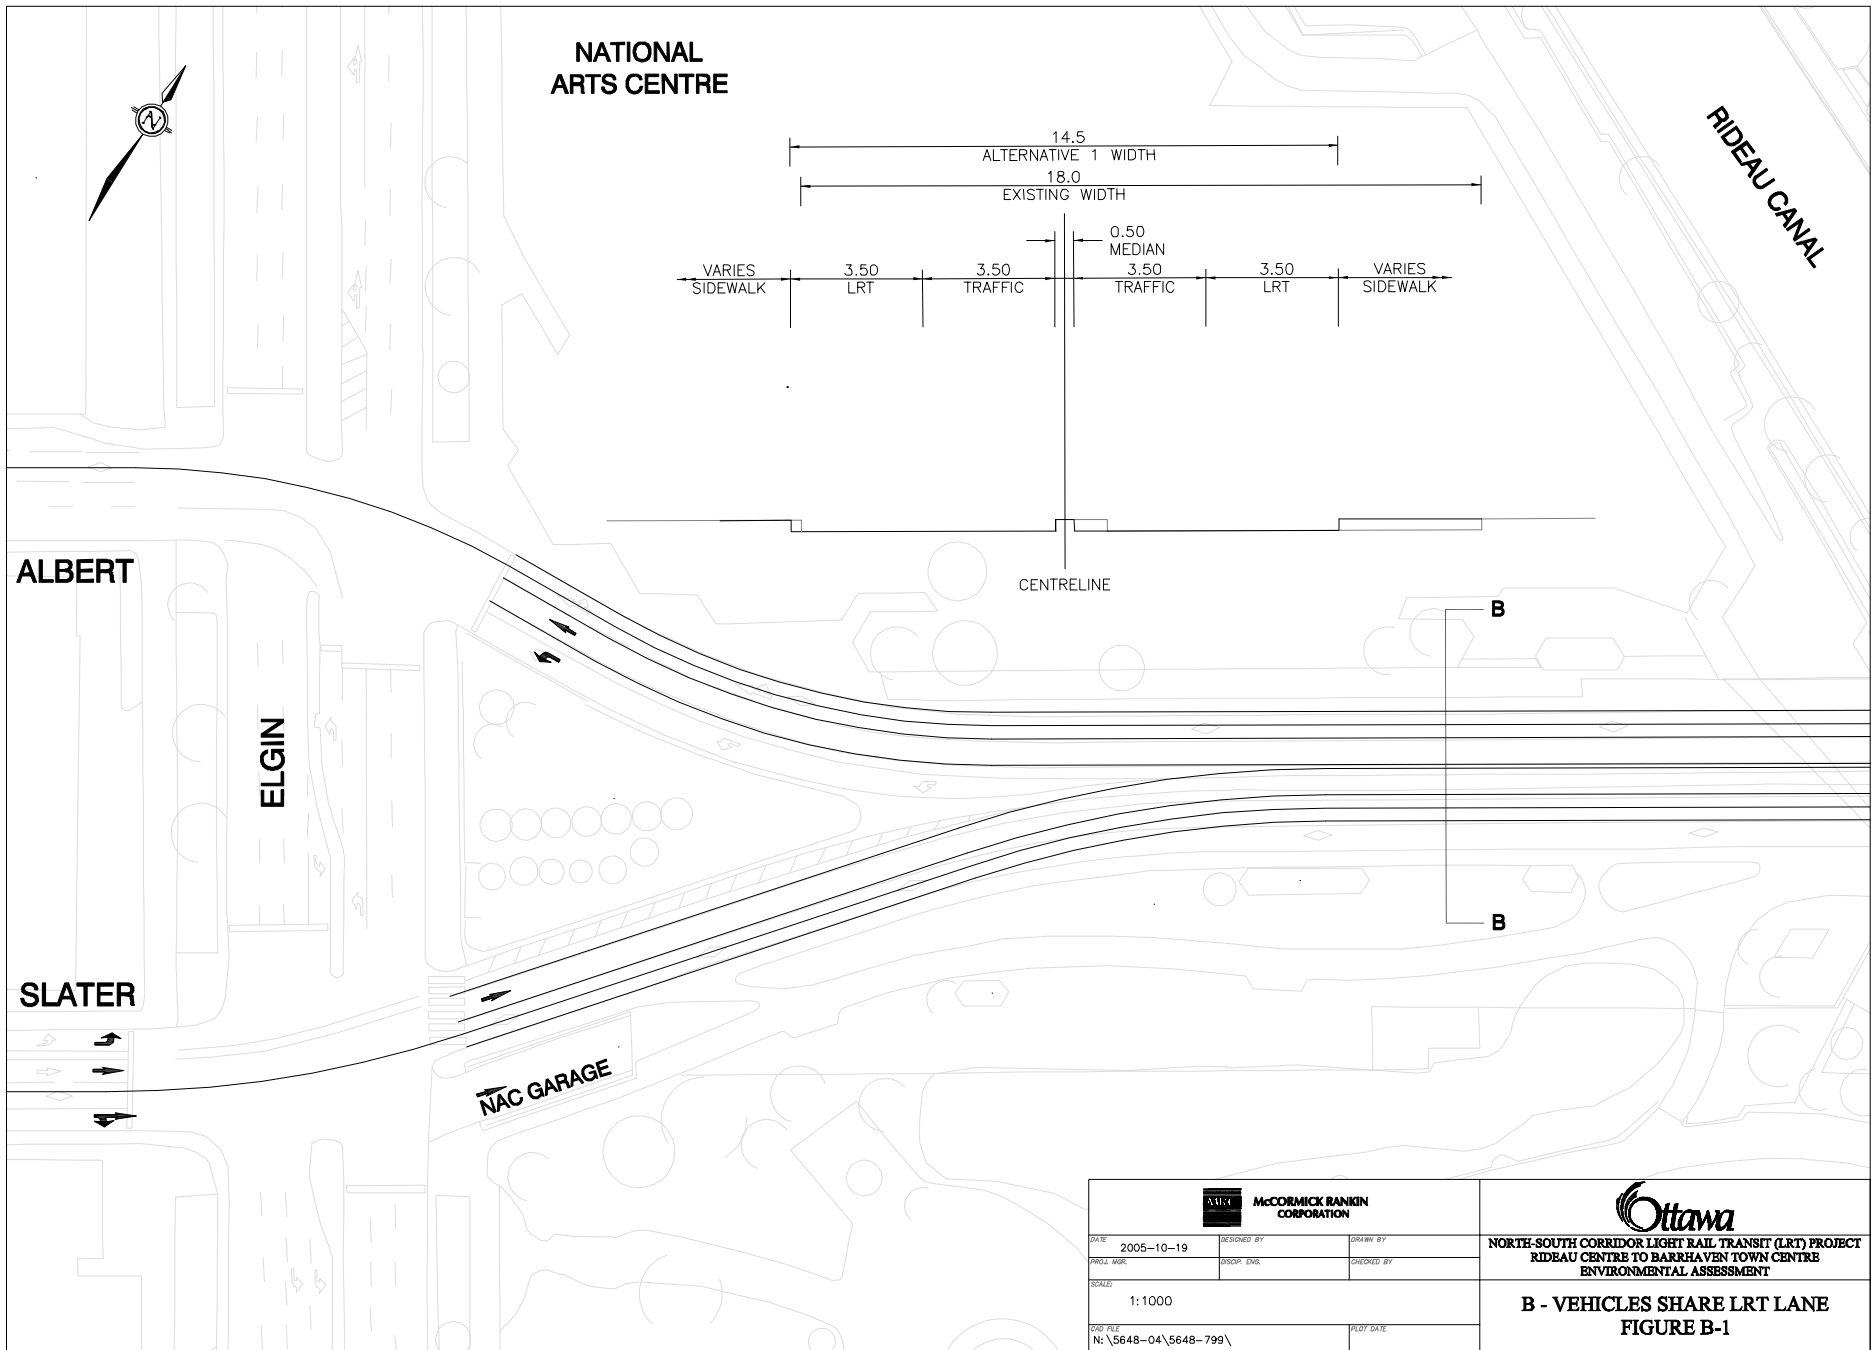 NATIONAL
ARTS CENTRE
RIDEAU CANAL
14.5
ALTERNATIVE 1 WIDTH
18.0
EXISTING WIDTH
0.50
MEDIAN
VARIES
SIDEWALK
3.50
LRT
3.50
TRAFFIC
3.50
TRAFFIC
3.50
LRT
VARIES
SIDEWALK
N
CENTRELINE
ALBERT
B
ELGIN
B
SLATER
NAC GARAGE
McCORMICK RANKIN
CORPORATION
Ottawa
DATE
2005-10-19
DESIGNED BY
DRAWN BY
PROJ. MGR.
DISCIP. ENG.
CHECKED BY
SCALE:
1:1000
CAD FILE
N:\5648-04\5648-799\
PLOT DATE
NORTH-SOUTH CORRIDOR LIGHT RAIL TRANSIT (LRT) PROJECT
RIDEAU CENTRE TO BARRHAVEN TOWN CENTRE
ENVIRONMENTAL ASSESSMENT
B - VEHICLES SHARE LRT LANE
FIGURE B-1